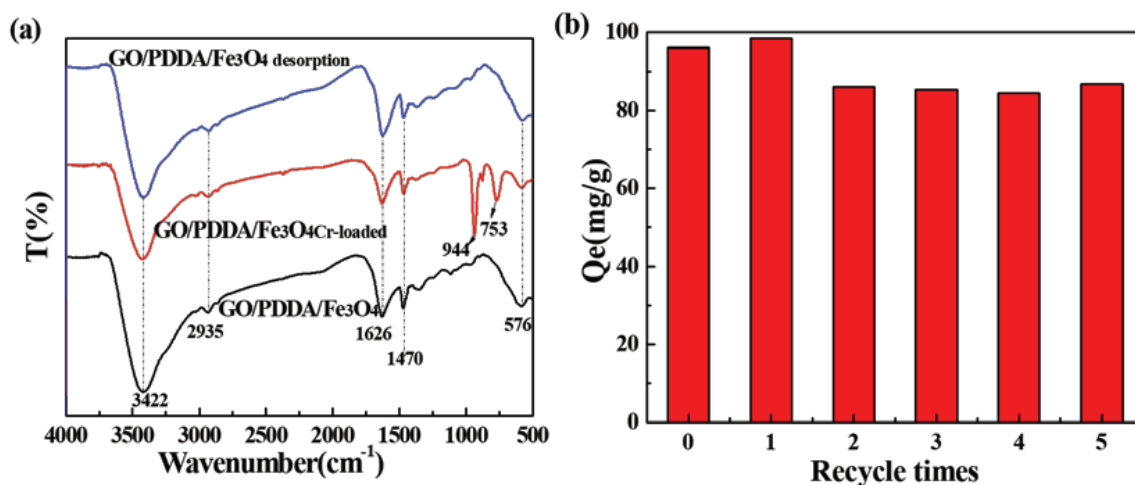 (a)
GO/PDDA/Fe3O4 desorption
GO/PDDA/Fe3O4Cr-loaded
GO/PDDA/Fe3O4
944
753
2935
1626
576
1470
3422
T(%)
4000 3500 3000 2500 2000 1500 1000 500
Wavenumber(cm-1)
(b)
100
80
60
40
20
0
Qe(mg/g)
0 1 2 3 4 5
Recycle times